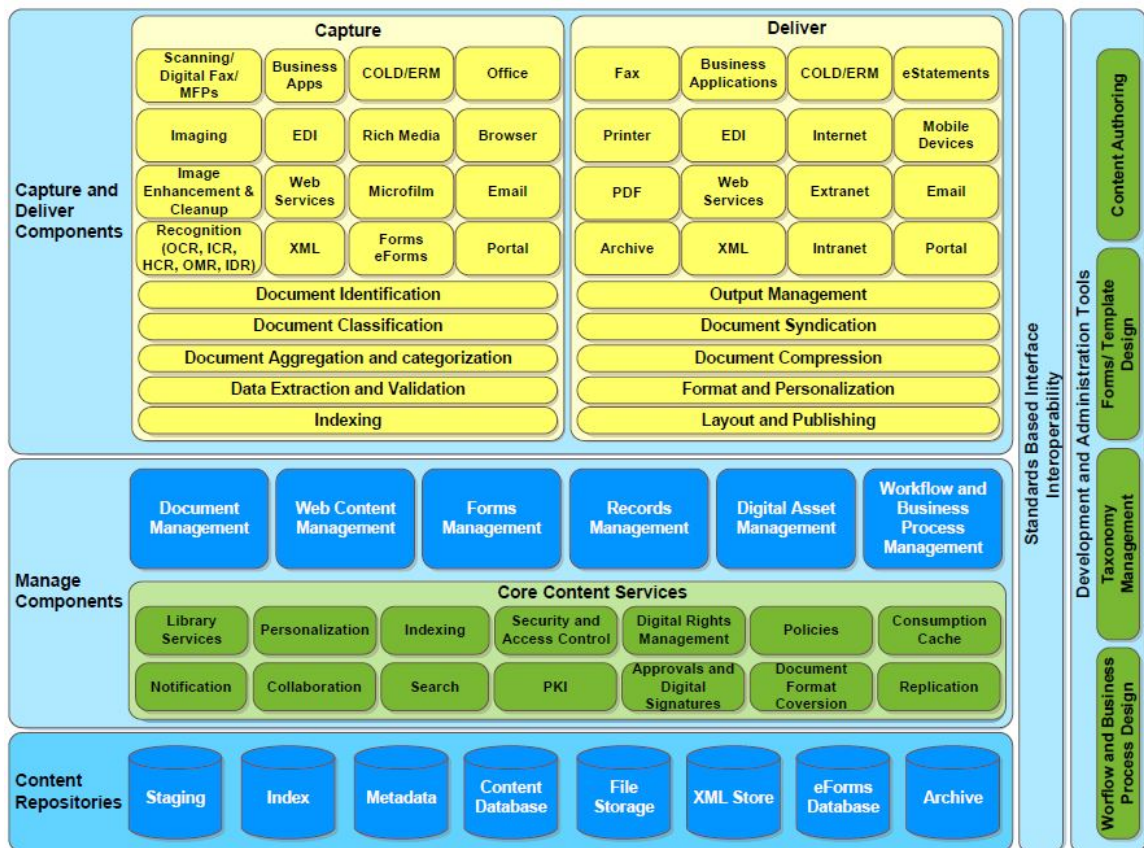 Capture
Scanning/
Digital Fax/
MFPs
Business
Apps
COLD/ERM
Office
Imaging
EDI
Rich Media
Browser
Image
Enhancement &
Cleanup
Web
Services
Microfilm
Email
Recognition
(OCR, ICR,
HCR, OMR, IDR)
XML
Forms
eForms
Portal
Document Identification
Document Classification
Document Aggregation and categorization
Data Extraction and Validation
Indexing
Deliver
Fax
Business
Applications
COLD/ERM
eStatements
Printer
EDI
Internet
Mobile
Devices
PDF
Web
Services
Extranet
Email
Archive
XML
Intranet
Portal
Output Management
Document Syndication
Document Compression
Format and Personalization
Layout and Publishing
Capture and
Deliver
Components
Manage
Components
Document
Management
Web Content
Management
Forms
Management
Records
Management
Digital Asset
Management
Workflow and
Business
Process
Management
Core Content Services
Library
Services
Personalization
Indexing
Security and
Access Control
Digital Rights
Management
Policies
Consumption
Cache
Notification
Collaboration
Search
PKI
Approvals and
Digital
Signatures
Document
Format
Coversion
Replication
Content
Repositories
Staging
Index
Metadata
Content
Database
File
Storage
XML Store
eForms
Database
Archive
Standards Based Interface
Interoperability
Development and Administration Tools
Content Authoring
Forms/ Template
Design
Taxonomy
Management
Worflow and Business
Process Design